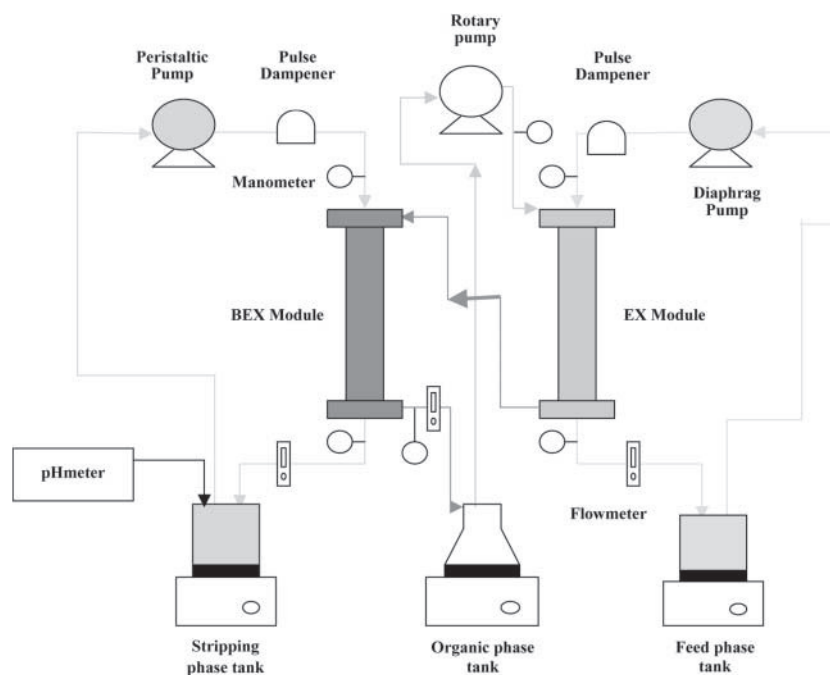 Rotary
pump
Peristaltic
Pump
Pulse
Dampener
Pulse
Dampener
Manometer
Diaphrag
Pump
BEX Module
EX Module
pHmeter
Flowmeter
Stripping
phase tank
Organic phase
tank
Feed phase
tank